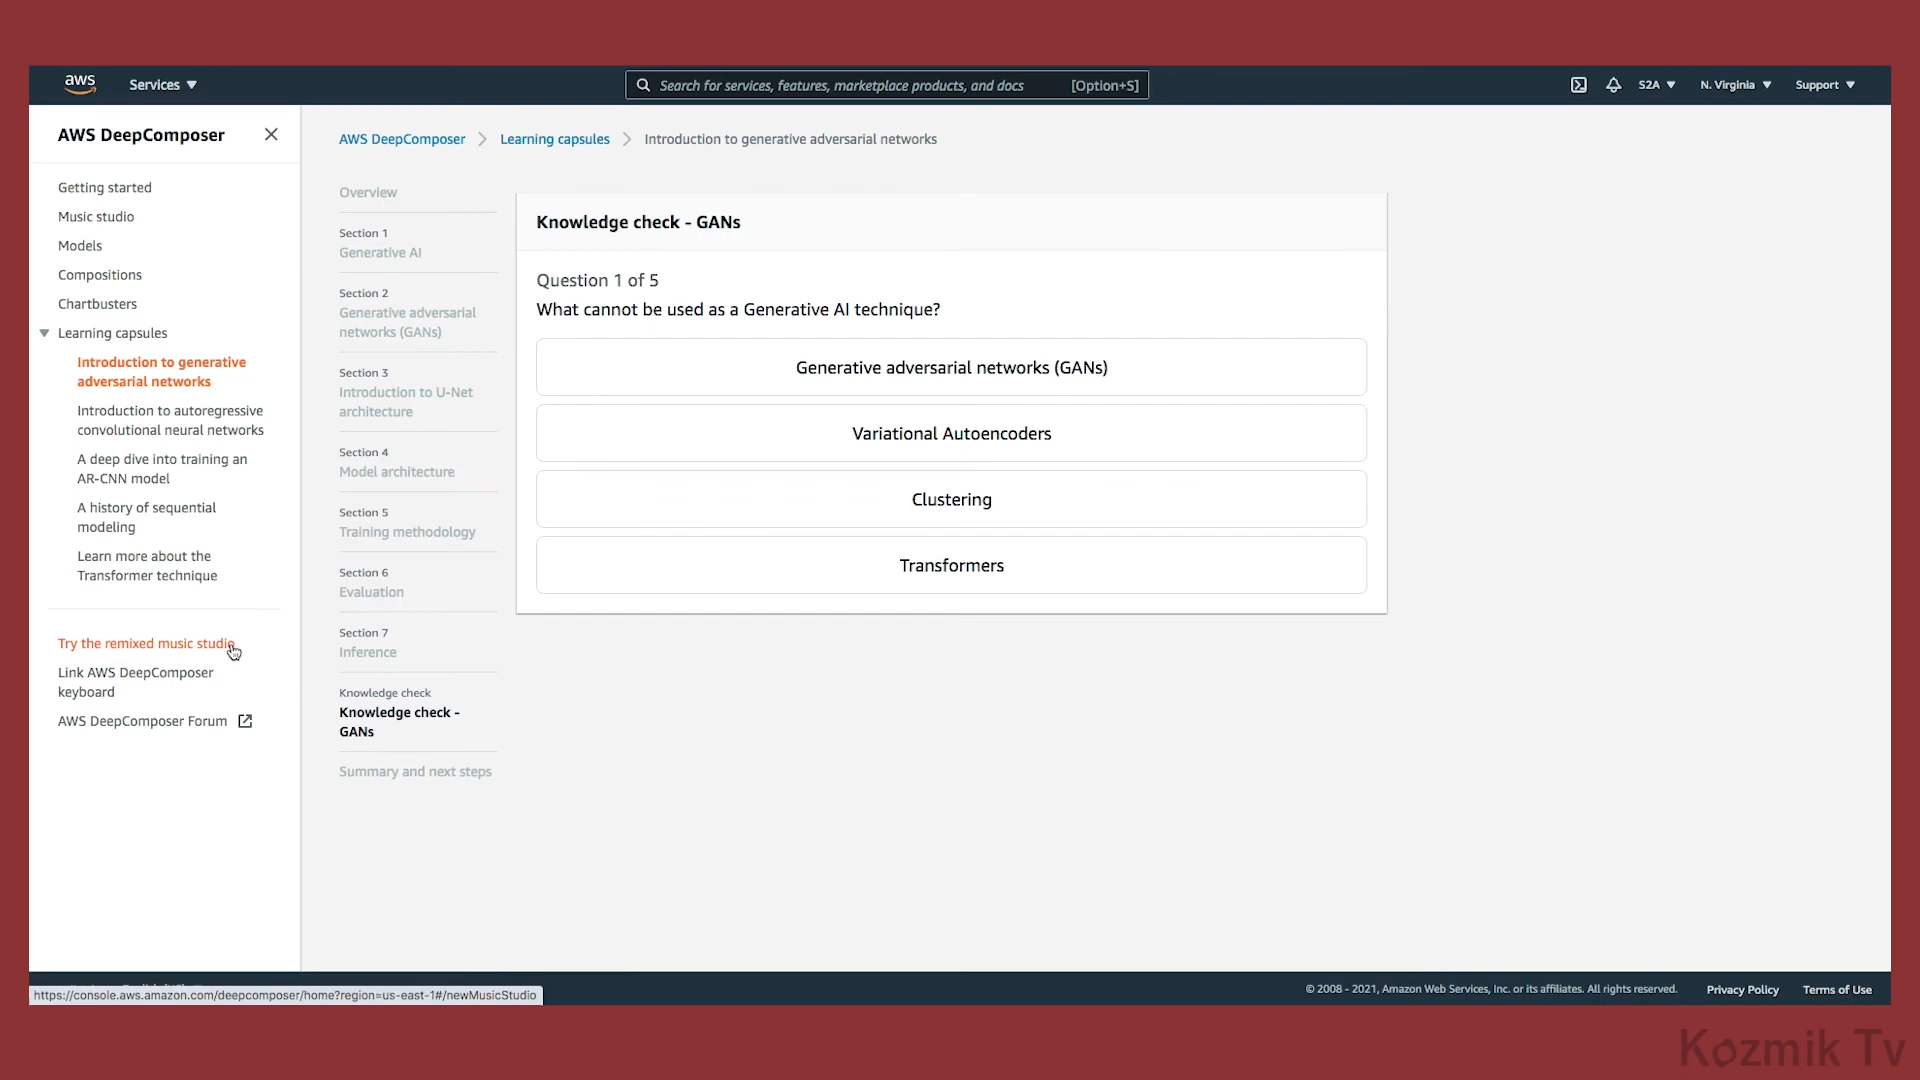 aws
Services
Search for services, features, marketplace products, and docs [Option+S]
S2A
N. Virginia
Support
AWS DeepComposer
Getting started
Music studio
Models
Compositions
Chartbusters
Learning capsules
Introduction to generative
adversarial networks
Introduction to autoregressive
convolutional neural networks
A deep dive into training an
AR-CNN model
A history of sequential
modeling
Learn more about the
Transformer technique
Try the remixed music studio
Link AWS DeepComposer
keyboard
AWS DeepComposer Forum
AWS DeepComposer
Learning capsules
Introduction to generative adversarial networks
Overview
Section 1
Generative AI
Section 2
Generative adversarial
networks (GANs)
Section 3
Introduction to U-Net
architecture
Section 4
Model architecture
Section 5
Training methodology
Section 6
Evaluation
Section 7
Inference
Knowledge check
Knowledge check -
GANs
Summary and next steps
Knowledge check - GANs
Question 1 of 5
What cannot be used as a Generative AI technique?
Generative adversarial networks (GANs)
Variational Autoencoders
Clustering
Transformers
https://console.aws.amazon.com/deepcomposer/home?region=us-east-1#/newMusicStudio
© 2008 - 2021, Amazon Web Services, Inc. or its affiliates. All rights reserved.
Privacy Policy
Terms of Use
Kozmik Tv